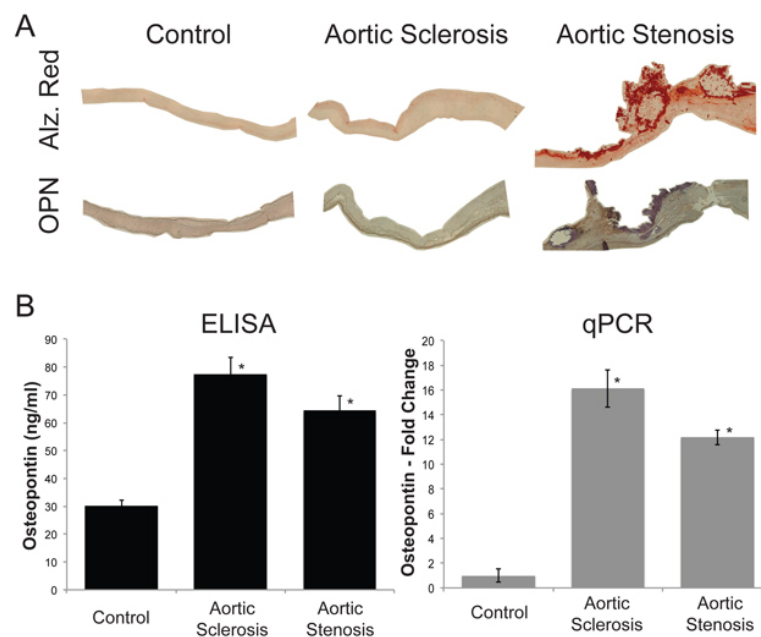 A
Control
Aortic Sclerosis
Aortic Stenosis
Alz. Red
OPN
B
ELISA
Osteopontin (ng/ml)
90
80
70
60
50
40
30
20
10
0
*
*
Control
Aortic
Sclerosis
Aortic
Stenosis
qPCR
Osteopontin - Fold Change
20
18
16
14
12
10
8
6
4
2
0
*
*
Control
Aortic
Sclerosis
Aortic
Stenosis